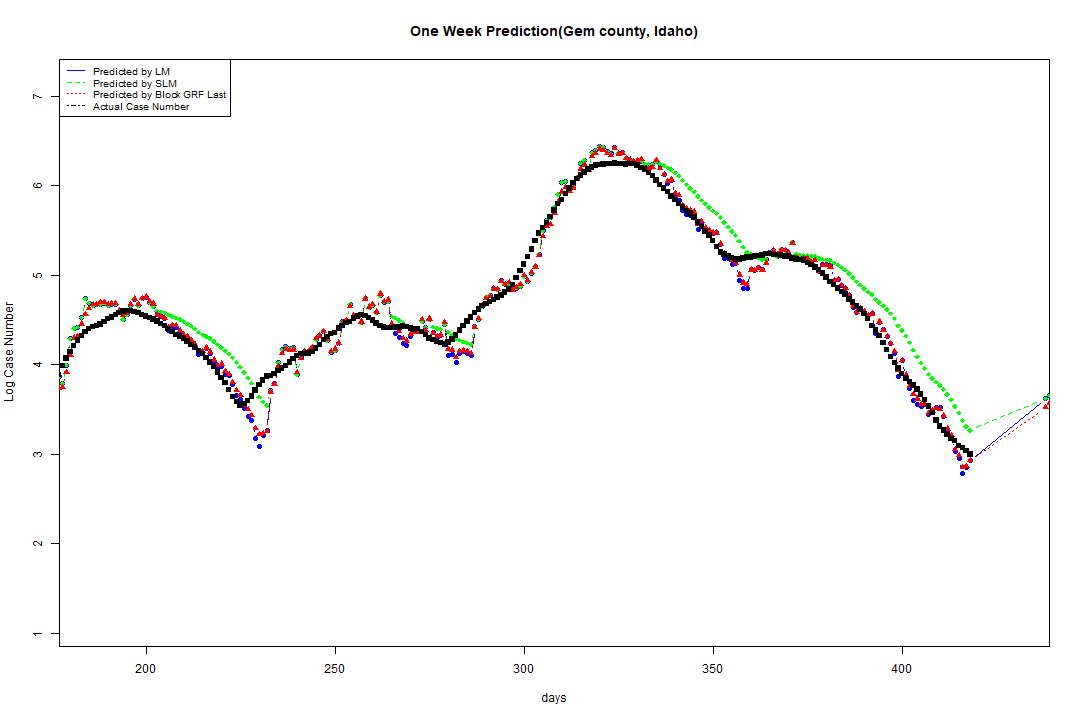 One Week Prediction(Gem county, Idaho)
Predicted by LM
Predicted by SLM
Predicted by Block GRF Last
Actual Case Number
7
6
5
4
3
2
1
Log Case Number
200 250 300 350 400
days